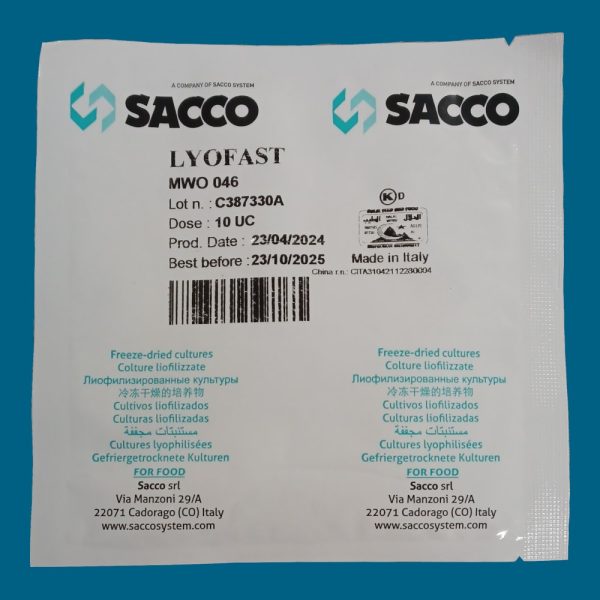 A COMPANY OF SACCO SYSTEM
SACCO
A COMPANY OF SACCO SYSTEM
SACCO
LYOFAST
MWO 046
Lot n. : C387330A
Dose : 10 UC
Prod. Date : 23/04/2024
Best before : 23/10/2025
K D
Made in Italy
China r.n.: CITA31042112280004
Freeze-dried cultures
Colture liofilizzate
Лиофилизированные культуры
冷冻干燥的培养物
Cultivos liofilizados
Culturas liofilizadas
مستنبتات مجففة
Cultures lyophilisées
Gefriergetrocknete Kulturen
FOR FOOD
Sacco srl
Via Manzoni 29/A
22071 Cadorago (CO) Italy
www.saccosystem.com
Freeze-dried cultures
Colture liofilizzate
Лиофилизированные культуры
冷冻干燥的培养物
Cultivos liofilizados
Culturas liofilizadas
مستنبتات مجففة
Cultures lyophilisées
Gefriergetrocknete Kulturen
FOR FOOD
Sacco srl
Via Manzoni 29/A
22071 Cadorago (CO) Italy
www.saccosystem.com